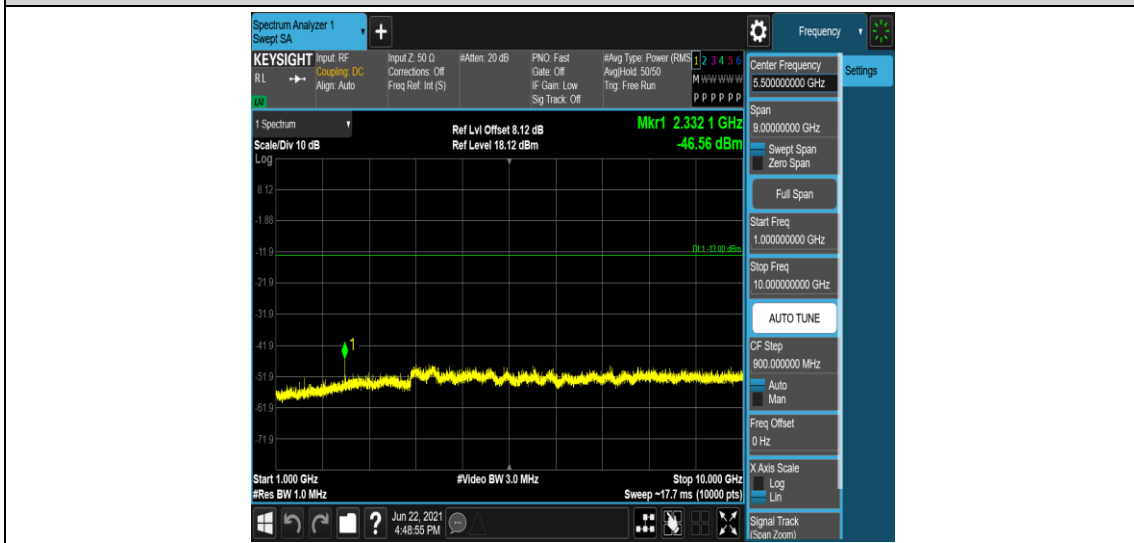 Spectrum Analyzer 1
Swept SA
+
Frequency
KEYSIGHT
RL
Input: RF
Coupling: DC
Align: Auto
Input Z: 50 Ω
Corrections: Off
Freq Ref: Int (S)
#Atten: 20 dB
PNO: Fast
Gate: Off
IF Gain: Low
Sig Track: Off
#Avg Type: Power (RMS
Avg|Hold: 50/50
Trig: Free Run
1 2 3 4 5 6
M W W W W W
P P P P P P
1 Spectrum
Scale/Div 10 dB
Log
Ref Lvl Offset 8.12 dB
Ref Level 18.12 dBm
Mkr1 2.332 1 GHz
-46.56 dBm
8.12
-1.88
-11.9
-21.9
-31.9
-41.9
-51.9
-61.9
-71.9
DL1 -13.00 dBm
1
Start 1.000 GHz
#Res BW 1.0 MHz
#Video BW 3.0 MHz
Stop 10.000 GHz
Sweep ~17.7 ms (10000 pts)
Jun 22, 2021
4:48:55 PM
?
Center Frequency
5.500000000 GHz
Settings
Span
9.00000000 GHz
Swept Span
Zero Span
Full Span
Start Freq
1.000000000 GHz
Stop Freq
10.000000000 GHz
AUTO TUNE
CF Step
900.000000 MHz
Auto
Man
Freq Offset
0 Hz
X Axis Scale
Log
Lin
Signal Track
(Span Zoom)